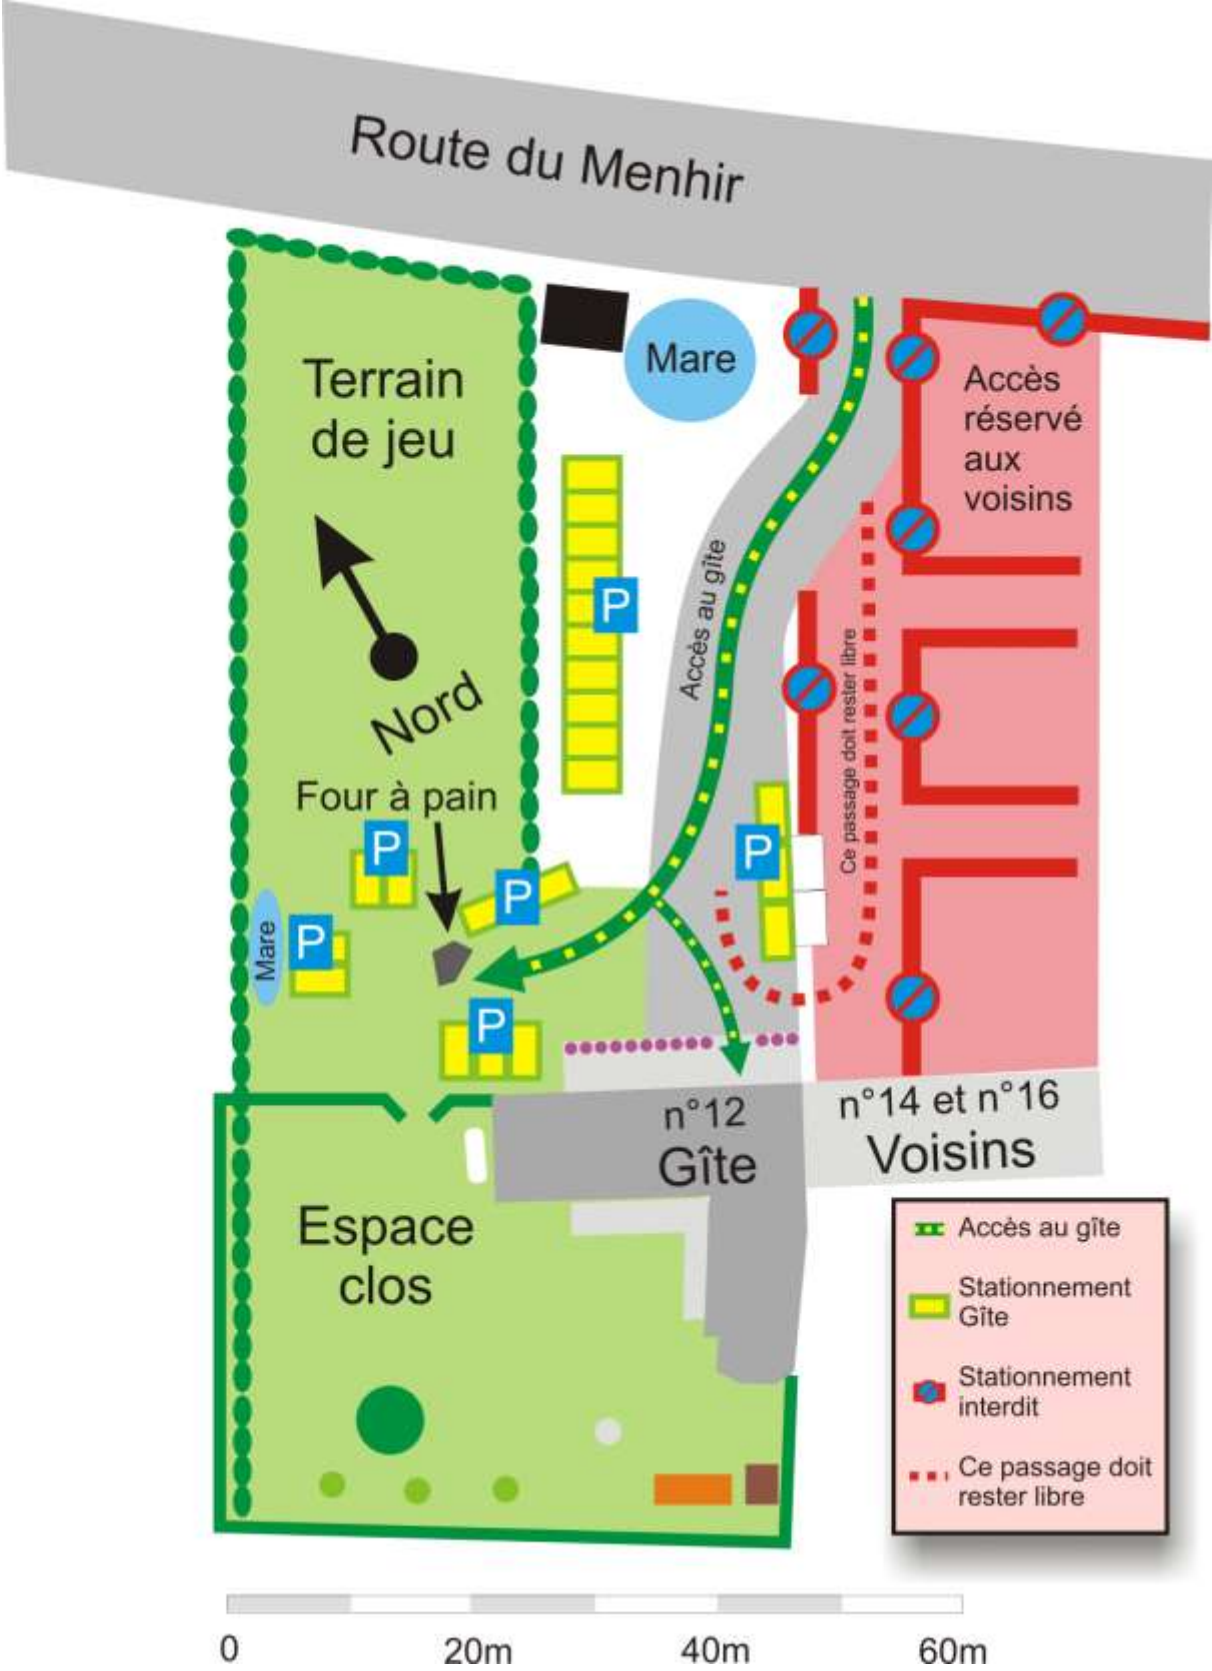 Route du Menhir
Terrain
de jeu
Mare
Accès
réservé
aux
voisins
P
Accès au gîte
Ce passage doit rester libre
Nord
Four à pain
P
P
P
P
Mare
P
n°12
Gîte
n°14 et n°16
Voisins
Espace
clos
Accès au gîte
Stationnement
Gîte
Stationnement
interdit
Ce passage doit
rester libre
0 20m 40m 60m